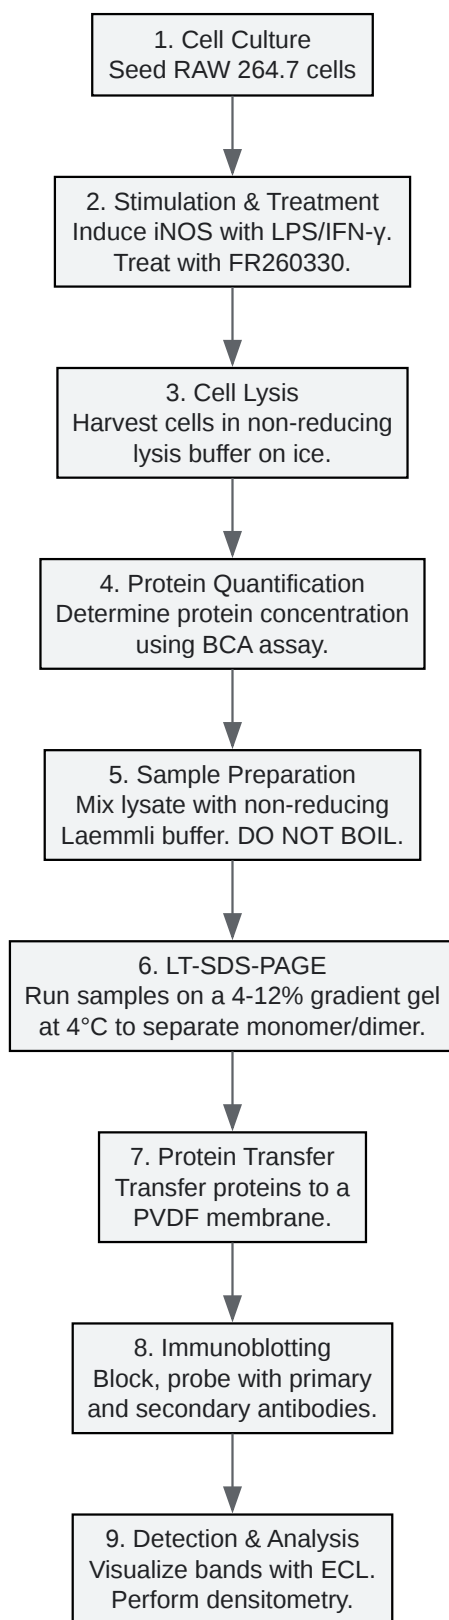 1. Cell Culture
Seed RAW 264.7 cells
2. Stimulation & Treatment
Induce iNOS with LPS/IFN-γ.
Treat with FR260330.
3. Cell Lysis
Harvest cells in non-reducing
lysis buffer on ice.
4. Protein Quantification
Determine protein concentration
using BCA assay.
5. Sample Preparation
Mix lysate with non-reducing
Laemmli buffer. DO NOT BOIL.
6. LT-SDS-PAGE
Run samples on a 4-12% gradient gel
at 4°C to separate monomer/dimer.
7. Protein Transfer
Transfer proteins to a
PVDF membrane.
8. Immunoblotting
Block, probe with primary
and secondary antibodies.
9. Detection & Analysis
Visualize bands with ECL.
Perform densitometry.